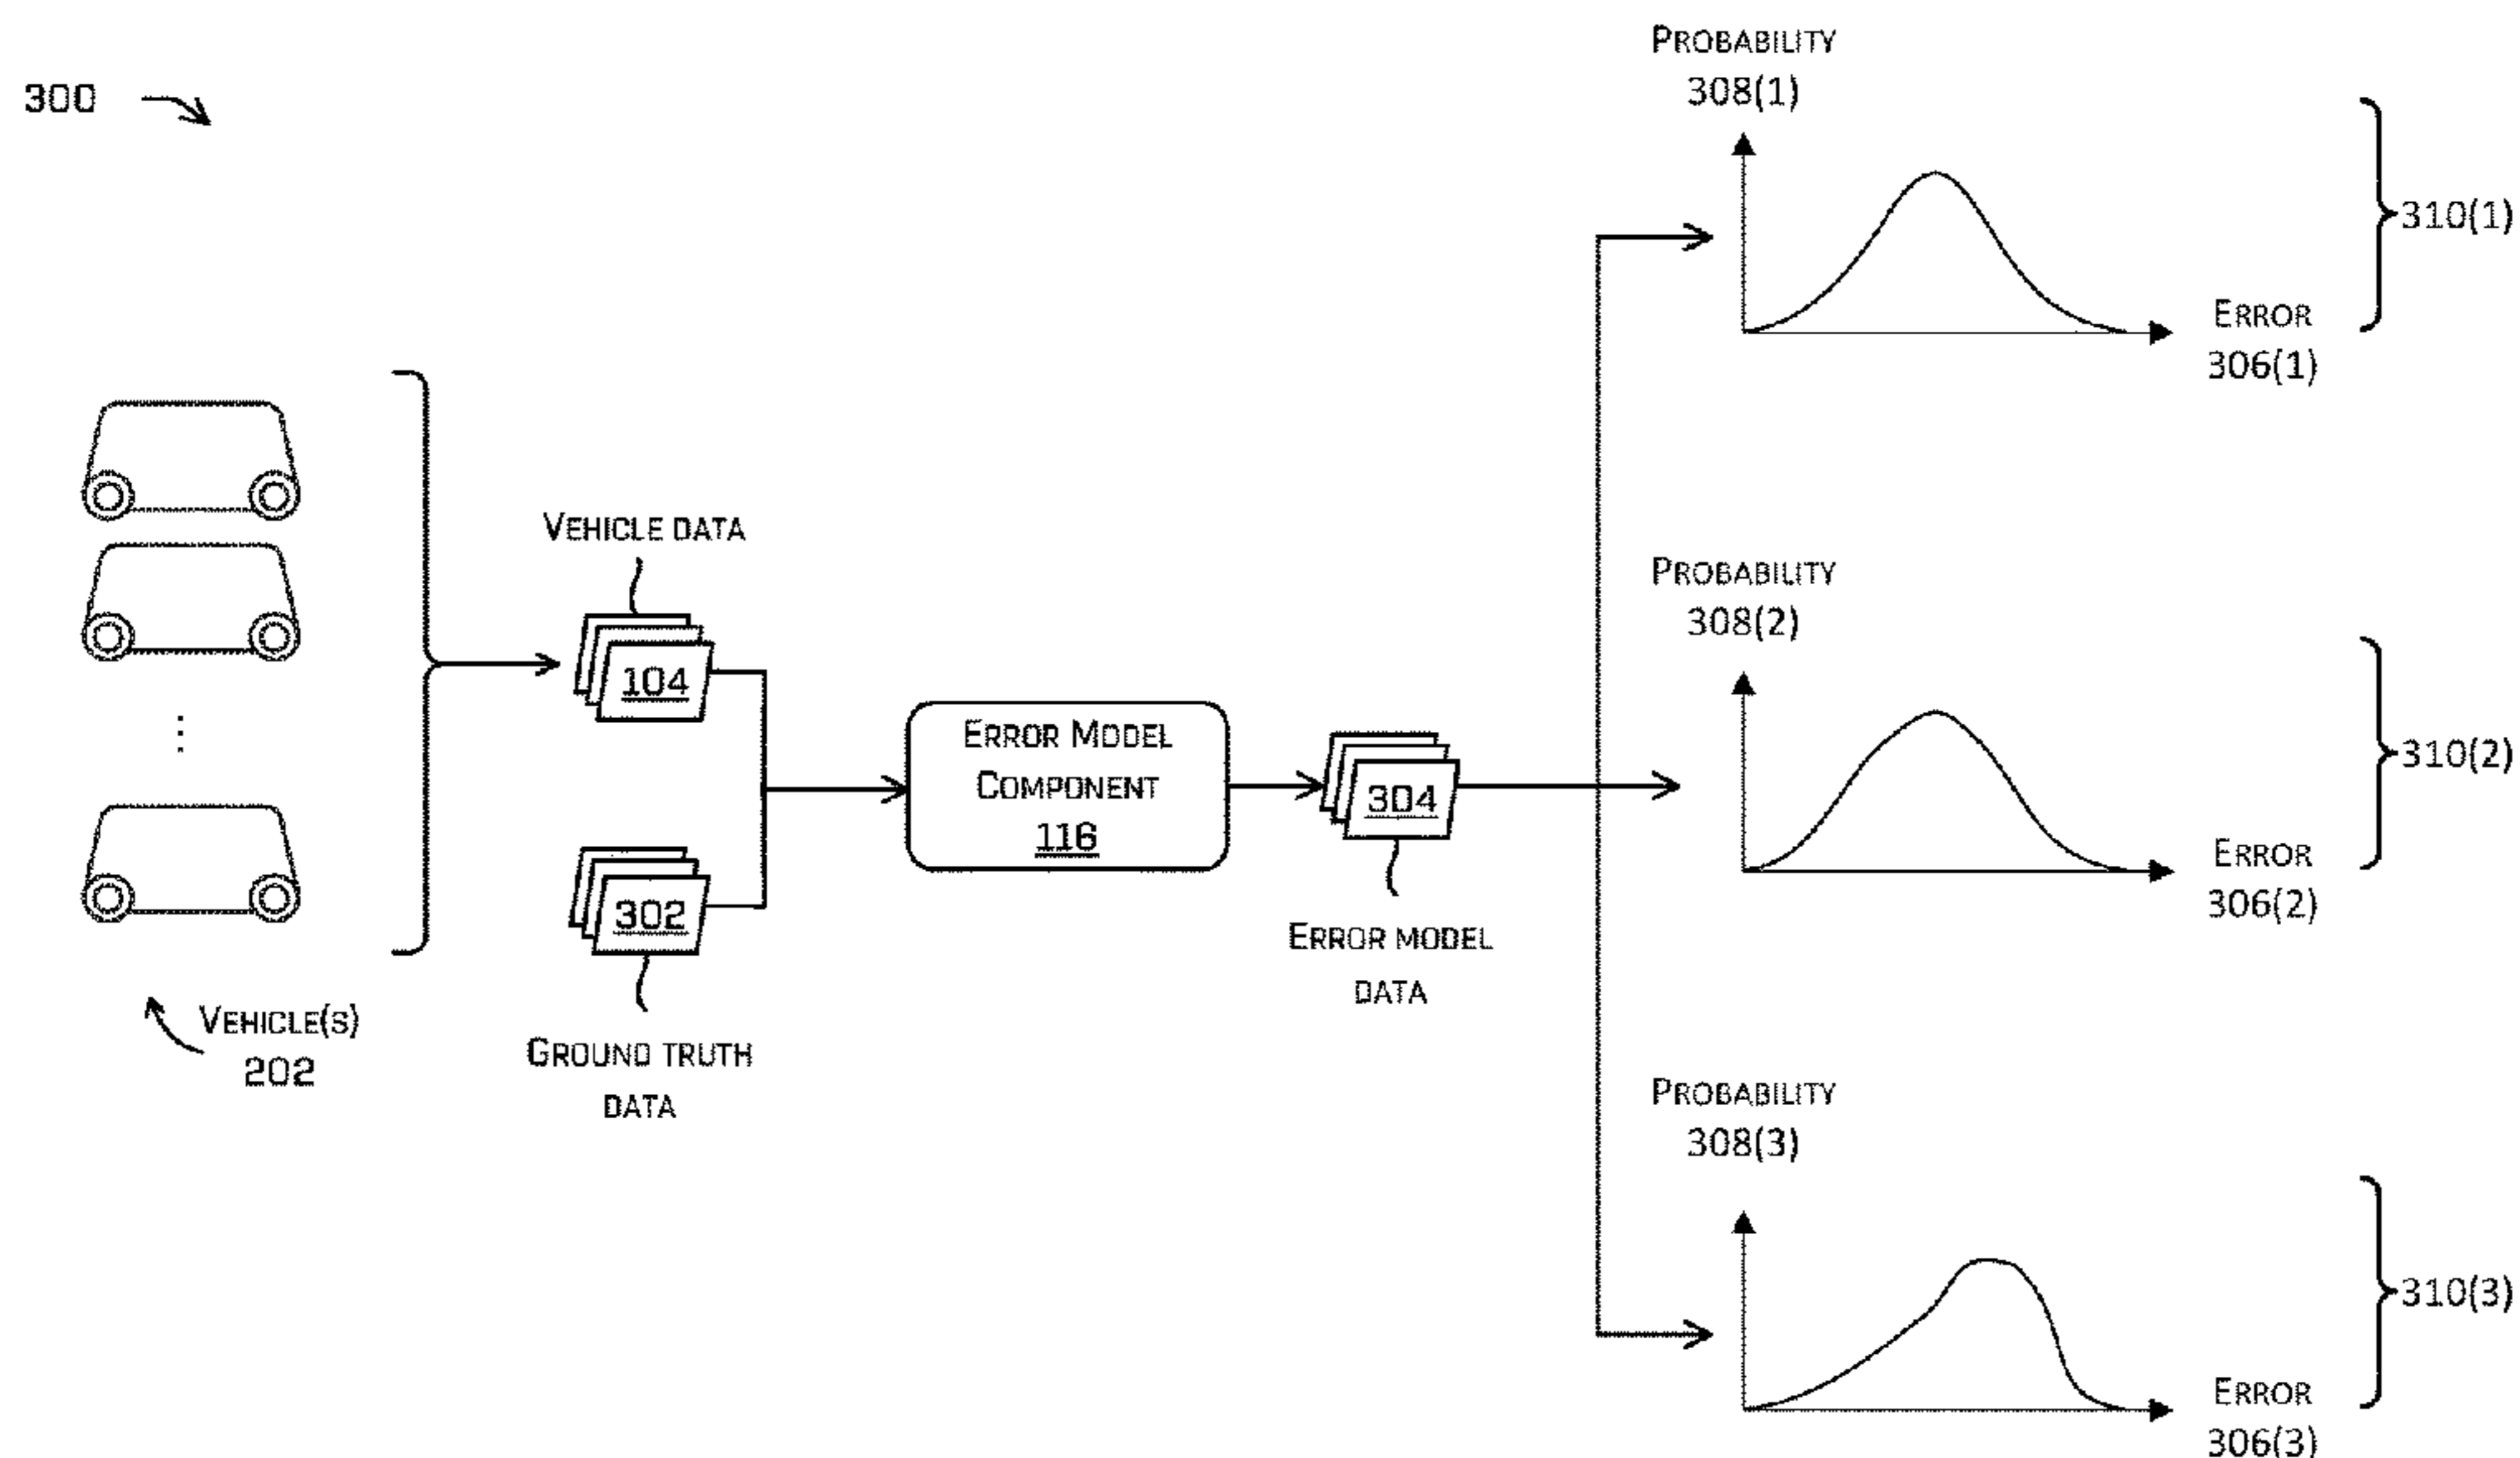 300
VEHICLE(S)
202
VEHICLE DATA
104
302
GROUND TRUTH
DATA
ERROR MODEL
COMPONENT
116
304
ERROR MODEL
DATA
PROBABILITY
308(1)
ERROR
306(1)
310(1)
PROBABILITY
308(2)
ERROR
306(2)
310(2)
PROBABILITY
308(3)
ERROR
306(3)
310(3)